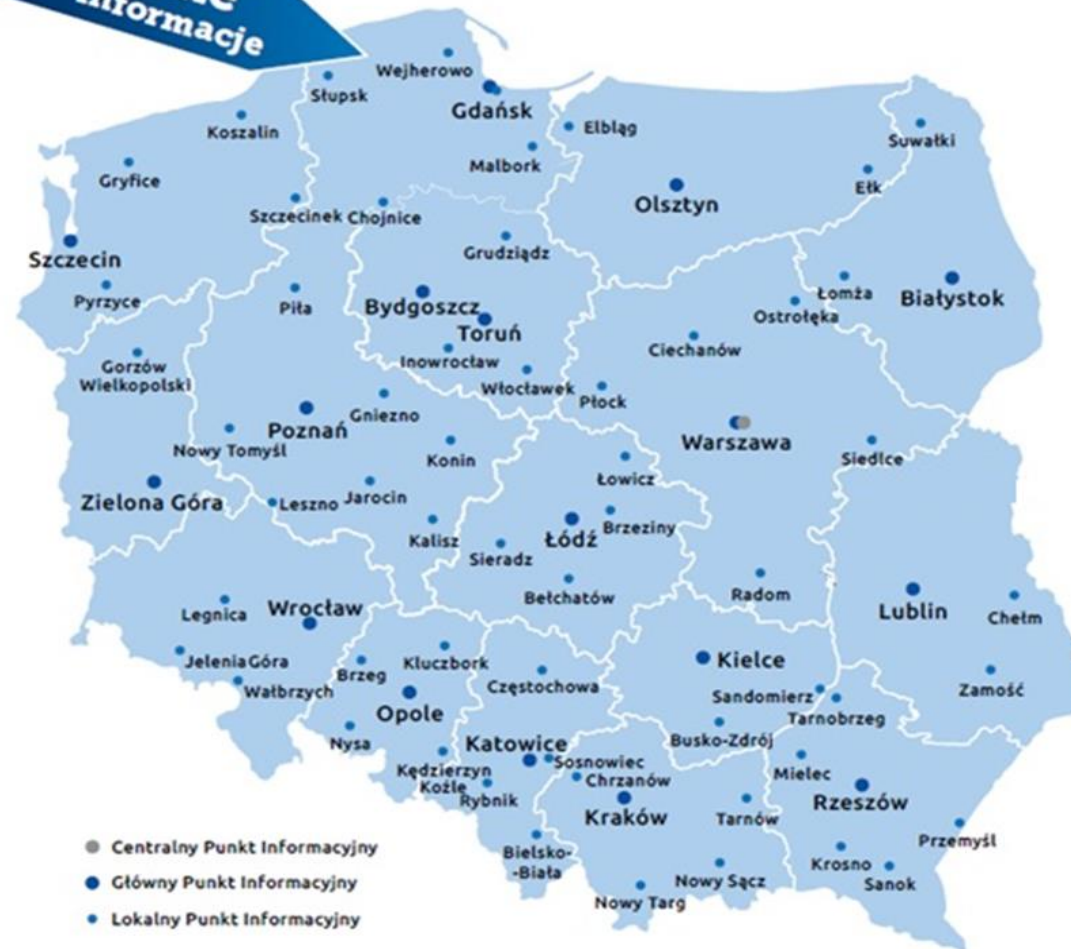 informacje
Wejherowo
Słupsk
Gdańsk
Koszalin
Elbląg
Suwałki
Malbork
Gryfice
Ełk
Olsztyn
Szczecinek
Chojnice
Grudziądz
Szczecin
Pyrzyce
Piła
Bydgoszcz
Łomża
Białystok
Ostrołęka
Toruń
Ciechanów
Inowrocław
Gorzów
Wielkopolski
Włocławek
Płock
Gniezno
Poznań
Warszawa
Nowy Tomyśl
Konin
Siedlce
Łowicz
Zielona Góra
Leszno
Jarocin
Brzeziny
Kalisz
Łódź
Sieradz
Bełchatów
Radom
Legnica
Wrocław
Lublin
Chełm
JeleniaGóra
Kluczbork
Kielce
Brzeg
Wałbrzych
Częstochowa
Sandomierz
Zamość
Opole
Tarnobrzeg
Nysa
Katowice
Busko-Zdrój
Sosnowiec
Kędzierzyn
Koźle
Chrzanów
Mielec
Rybnik
Kraków
Tarnów
Rzeszów
Przemyśl
Bielsko-
-Biała
Krosno
Nowy Sącz
Sanok
Nowy Targ
Centralny Punkt Informacyjny
Główny Punkt Informacyjny
Lokalny Punkt Informacyjny